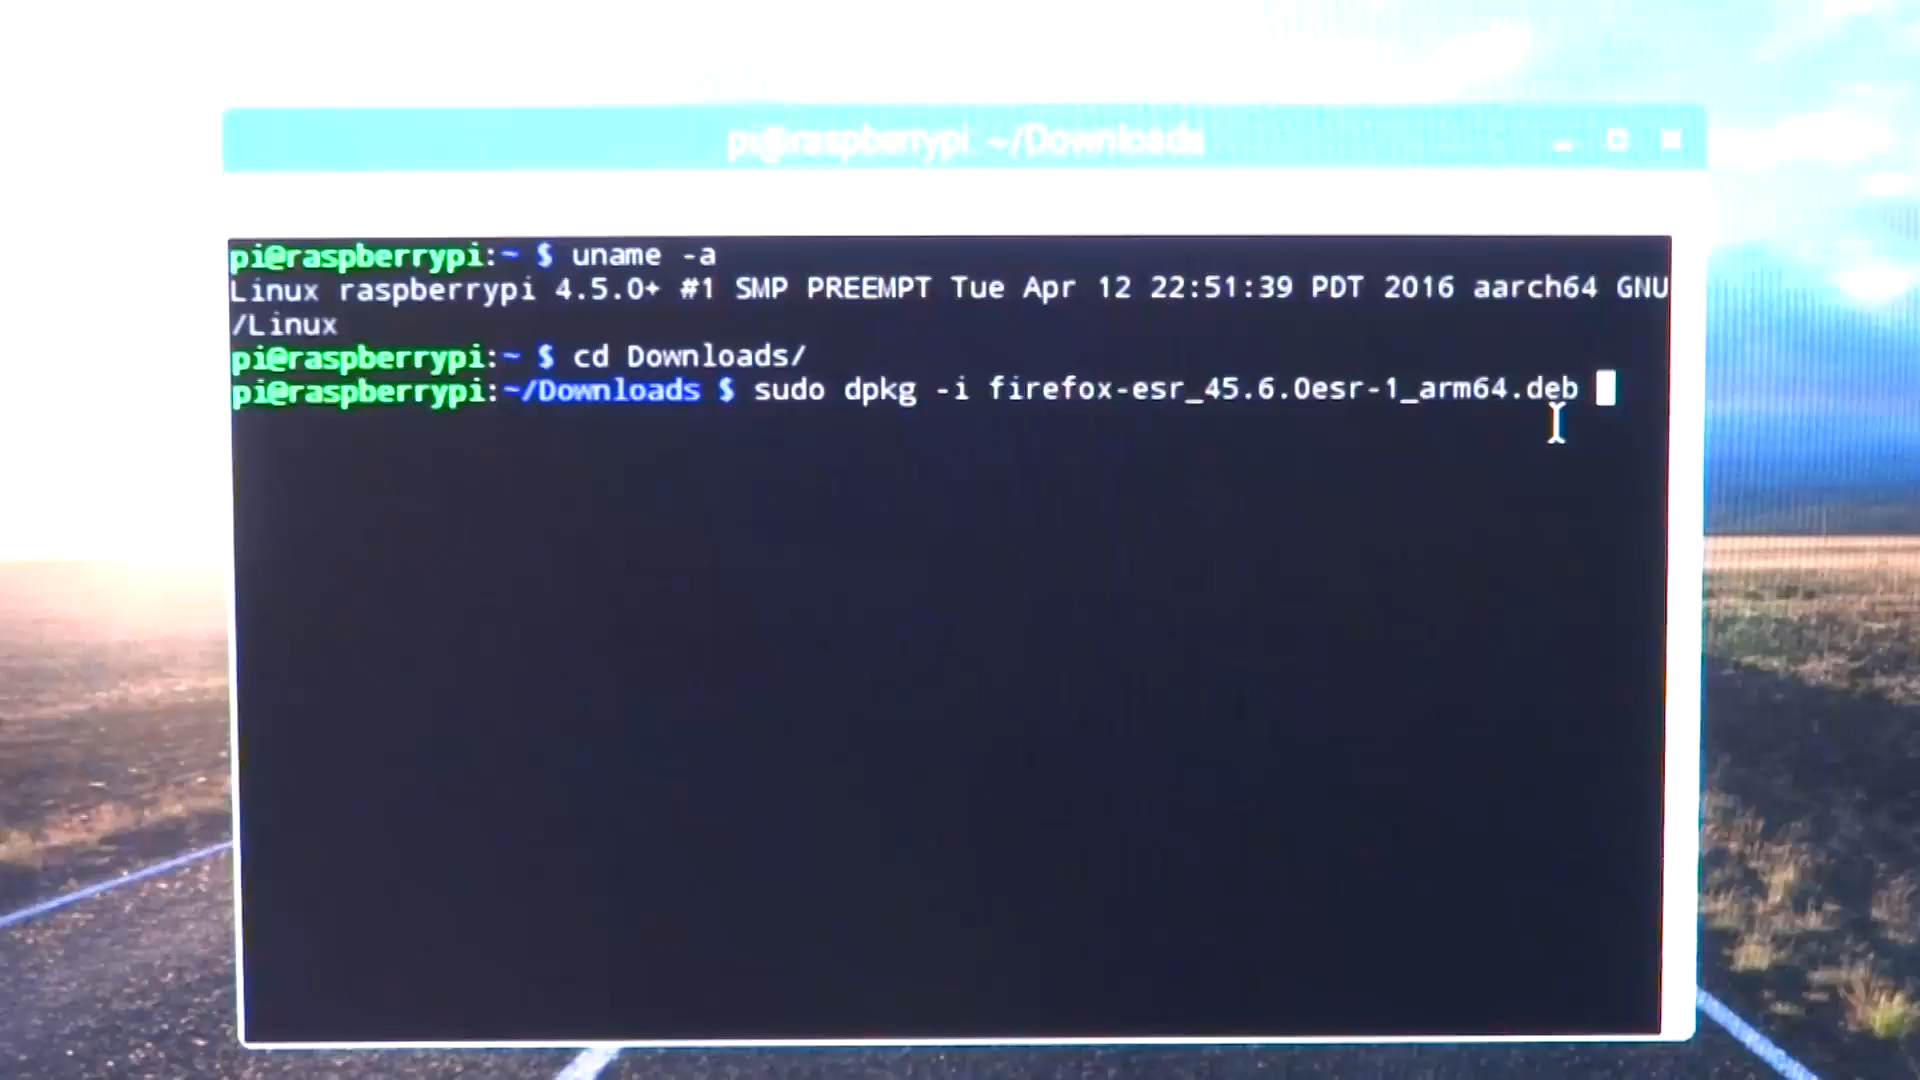 pi@raspberrypi: ~/Downloads
pi@raspberrypi:~ $ uname -a
Linux raspberrypi 4.5.0+ #1 SMP PREEMPT Tue Apr 12 22:51:39 PDT 2016 aarch64 GNU
/Linux
pi@raspberrypi:~ $ cd Downloads/
pi@raspberrypi:~/Downloads $ sudo dpkg -i firefox-esr_45.6.0esr-1_arm64.deb